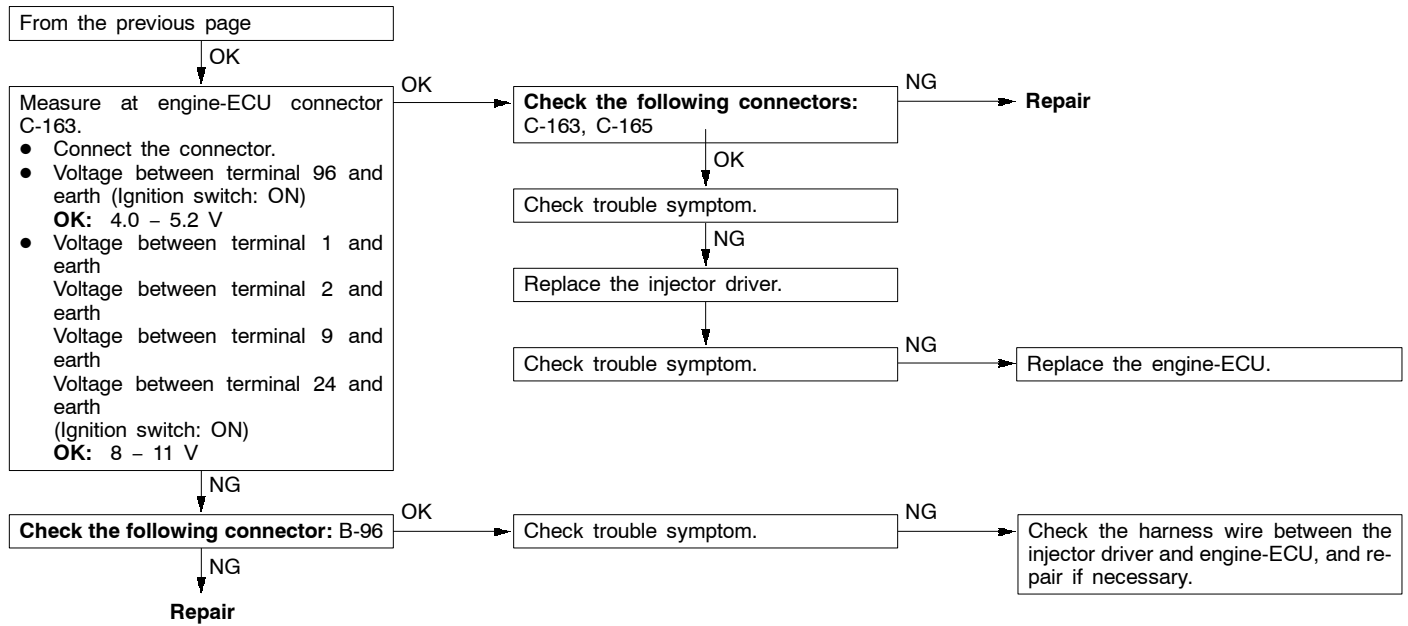 From the previous page
OK
Measure at engine-ECU connector
C-163.
● Connect the connector.
● Voltage between terminal 96 and
earth (Ignition switch: ON)
OK: 4.0 – 5.2 V
● Voltage between terminal 1 and
earth
Voltage between terminal 2 and
earth
Voltage between terminal 9 and
earth
Voltage between terminal 24 and
earth
(Ignition switch: ON)
OK: 8 – 11 V
OK
Check the following connectors:
C-163, C-165
NG
Repair
OK
Check trouble symptom.
NG
Replace the injector driver.
Check trouble symptom.
NG
Replace the engine-ECU.
NG
Check the following connector: B-96
OK
Check trouble symptom.
NG
Check the harness wire between the
injector driver and engine-ECU, and re-
pair if necessary.
NG
Repair